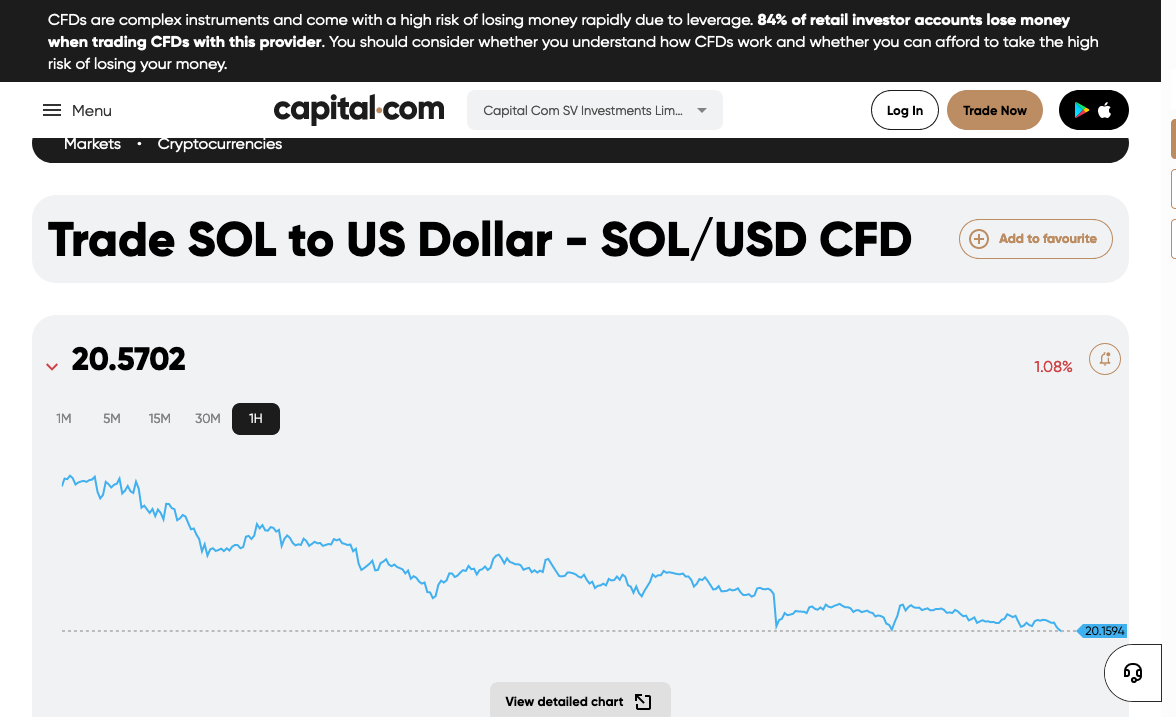 CFDs are complex instruments and come with a high risk of losing money rapidly due to leverage. 84% of retail investor accounts lose money
when trading CFDs with this provider. You should consider whether you understand how CFDs work and whether you can afford to take the high
risk of losing your money.
Menu
capital.com
Capital Com SV Investments Lim...
Log In
Trade Now
Markets • Cryptocurrencies
Trade SOL to US Dollar - SOL/USD CFD
Add to favourite
20.5702
1.08%
1M 5M 15M 30M 1H
20.1594
View detailed chart